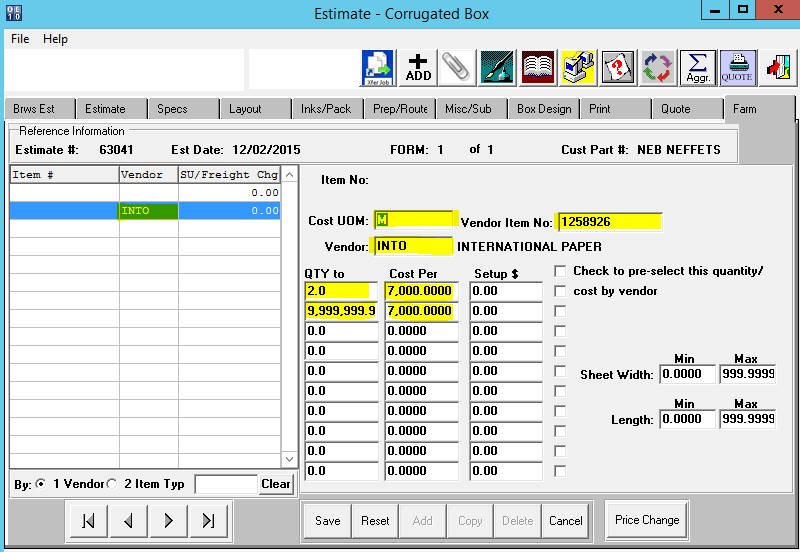 OE
10
Estimate - Corrugated Box
File Help
Xfer Job
ADD
Σ
Aggr.
QUOTE
Brws Est Estimate Specs Layout Inks/Pack Prep/Route Misc/Sub Box Design Print Quote Farm
Reference Information
Estimate #: 63041 Est Date: 12/02/2015 FORM: 1 of 1 Cust Part #: NEB NEFFETS
Item # Vendor SU/Freight Chg
0.00
INTO 0.00
Item No:
Cost UOM: M Vendor Item No: 1258926
Vendor: INTO INTERNATIONAL PAPER
QTY to Cost Per Setup $ Check to pre-select this quantity/
2.0 7,000.0000 0.00 cost by vendor
9,999,999.9 7,000.0000 0.00
0.0 0.0000 0.00
0.0 0.0000 0.00
Min Max
0.0 0.0000 0.00 Sheet Width: 0.0000 999.9999
0.0 0.0000 0.00
Min Max
0.0 0.0000 0.00 Length: 0.0000 999.9999
0.0 0.0000 0.00
0.0 0.0000 0.00
0.0 0.0000 0.00
By: 1 Vendor 2 Item Typ Clear
Save Reset Add Copy Delete Cancel Price Change